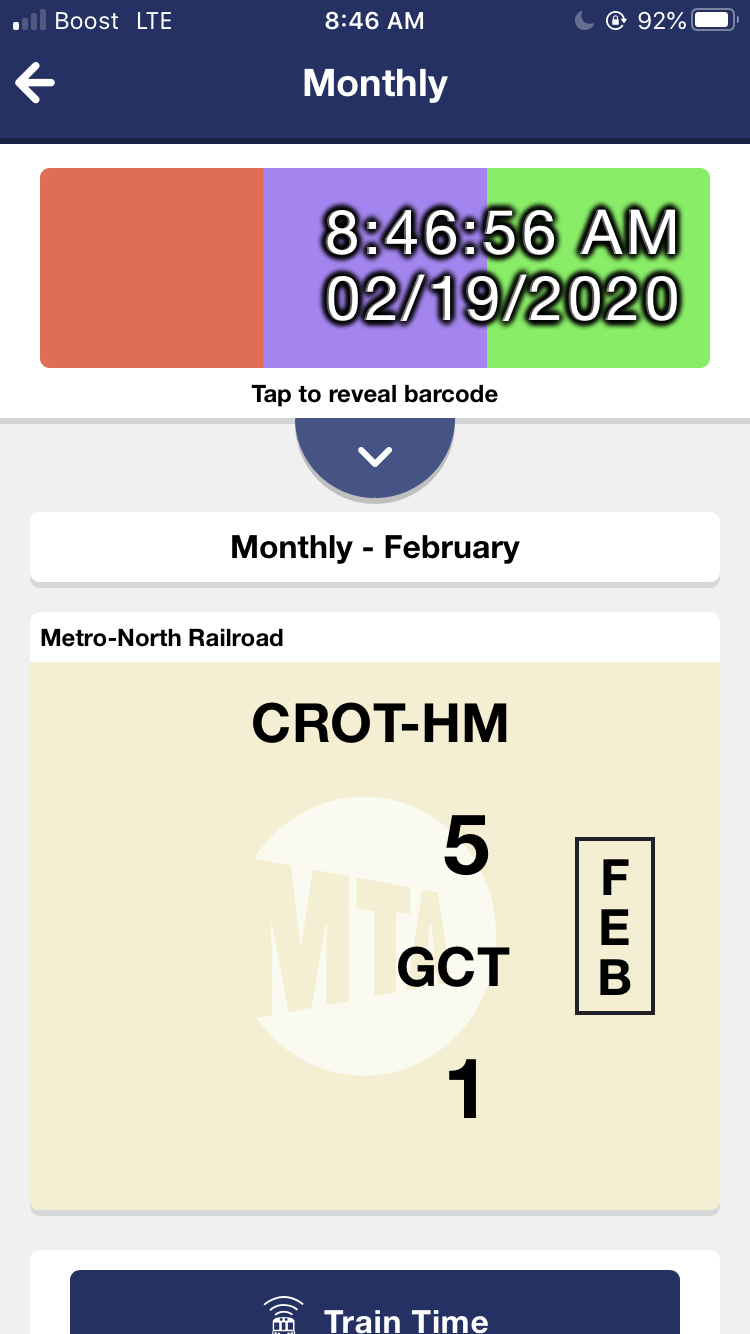 Boost LTE 8:46 AM 92%
Monthly
8:46:56 AM
02/19/2020
Tap to reveal barcode
Monthly - February
Metro-North Railroad
CROT-HM
5
MTA
GCT
1
F
E
B
Train Time